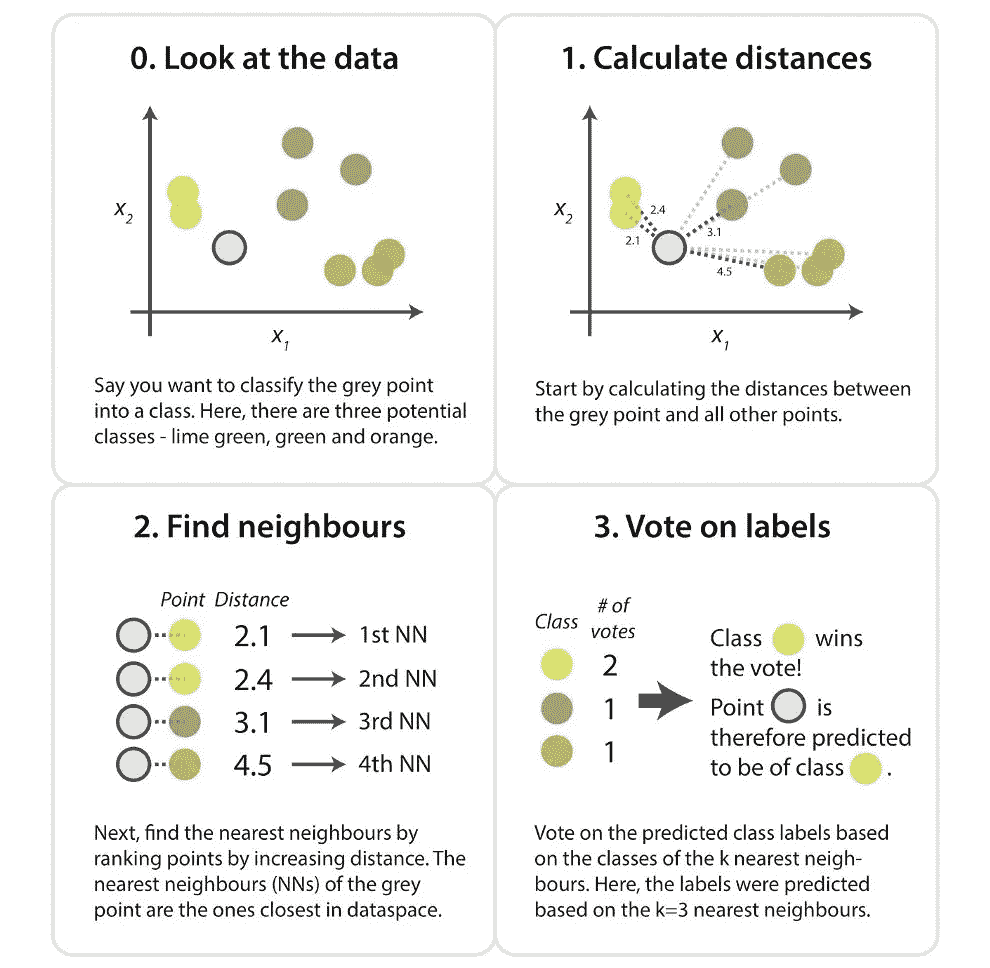 0. Look at the data
X2
X1
Say you want to classify the grey point
into a class. Here, there are three potential
classes - lime green, green and orange.
1. Calculate distances
X2
2.4
2.1
3.1
4.5
X1
Start by calculating the distances between
the grey point and all other points.
2. Find neighbours
Point Distance
2.1 1st NN
2.4 2nd NN
3.1 3rd NN
4.5 4th NN
Next, find the nearest neighbours by
ranking points by increasing distance. The
nearest neighbours (NNs) of the grey
point are the ones closest in dataspace.
3. Vote on labels
Class # of
votes
2
1
1
Class wins
the vote!
Point is
therefore predicted
to be of class .
Vote on the predicted class labels based
on the classes of the k nearest neigh-
bours. Here, the labels were predicted
based on the k=3 nearest neighbours.